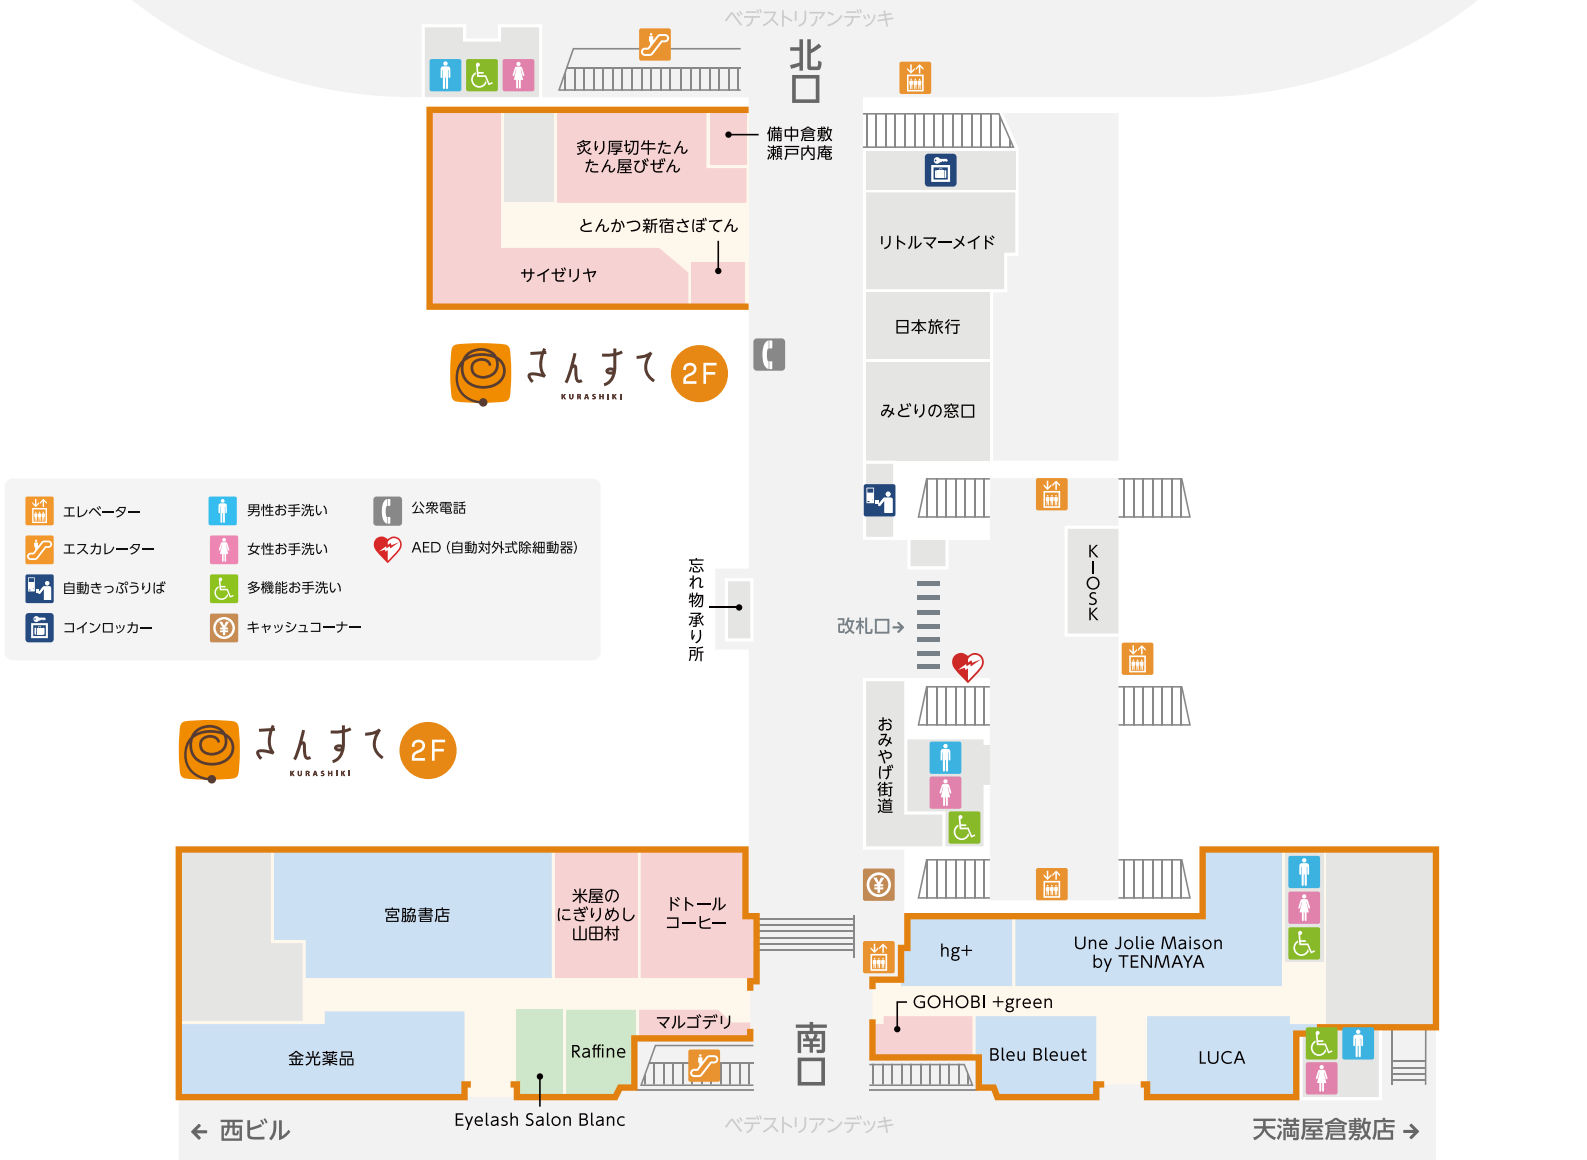 ペデストリアンデッキ
北口
備中倉敷
瀬戸内庵
炙り厚切牛たん
たん屋びぜん
とんかつ新宿さぼてん
サイゼリヤ
リトルマーメイド
日本旅行
みどりの窓口
さんすて
KURASHIKI
2F
エレベーター
エスカレーター
自動きっぷうりば
コインロッカー
男性お手洗い
女性お手洗い
多機能お手洗い
キャッシュコーナー
公衆電話
AED（自動対外式除細動器）
忘れ物承り所
改札口→
KIOSK
おみやげ街道
さんすて
KURASHIKI
2F
宮脇書店
米屋の
にぎりめし
山田村
ドトール
コーヒー
hg+
Une Jolie Maison
by TENMAYA
GOHOBI +green
マルゴデリ
金光薬品
Raffine
Bleu Bleuet
LUCA
南口
Eyelash Salon Blanc
← 西ビル
ペデストリアンデッキ
天満屋倉敷店 →